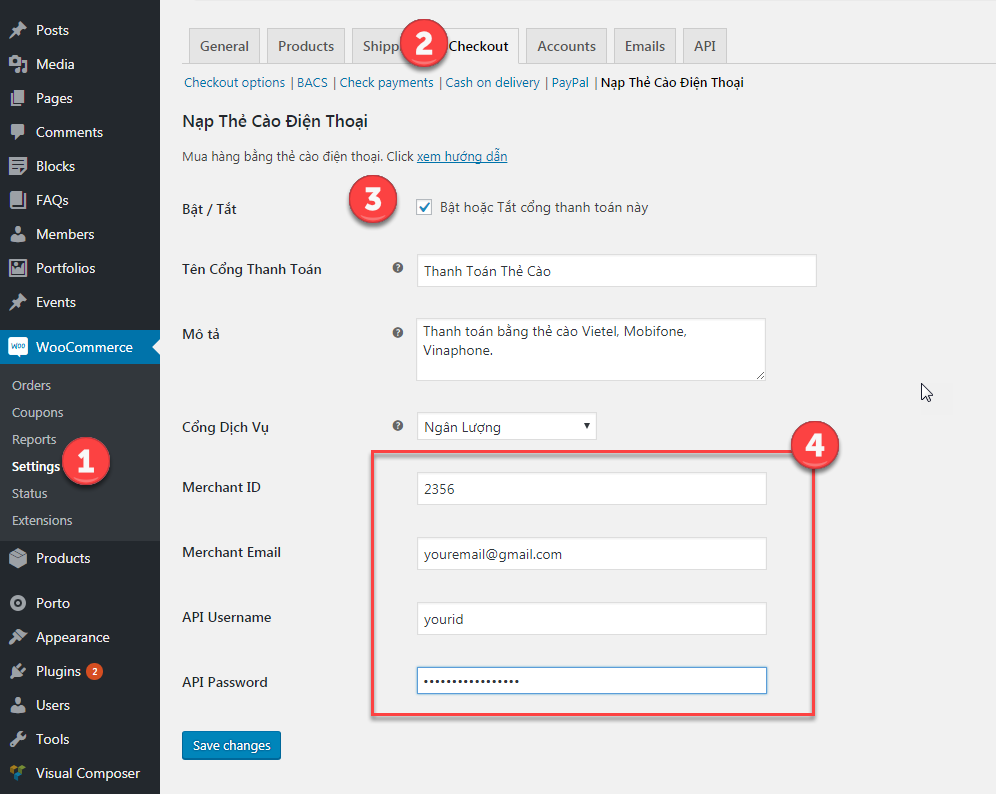 Posts
Media
Pages
Comments
Blocks
FAQs
Members
Portfolios
Events
woo WooCommerce
Orders
Coupons
Reports
Settings 1
Status
Extensions
Products
Porto
Appearance
Plugins 2
Users
Tools
Visual Composer
General Products Shipp 2 Checkout Accounts Emails API
Checkout options | BACS | Check payments | Cash on delivery | PayPal | Nạp Thẻ Cào Điện Thoại
Nạp Thẻ Cào Điện Thoại
Mua hàng bằng thẻ cào điện thoại. Click xem hướng dẫn
Bật / Tắt 3 Bật hoặc Tắt cổng thanh toán này
Tên Cổng Thanh Toán ? Thanh Toán Thẻ Cào
Mô tả ? Thanh toán bằng thẻ cào Vietel, Mobifone,
Vinaphone.
Cổng Dịch Vụ ? Ngân Lượng
4
Merchant ID 2356
Merchant Email youremail@gmail.com
API Username yourid
API Password •••••••••••••••••
Save changes